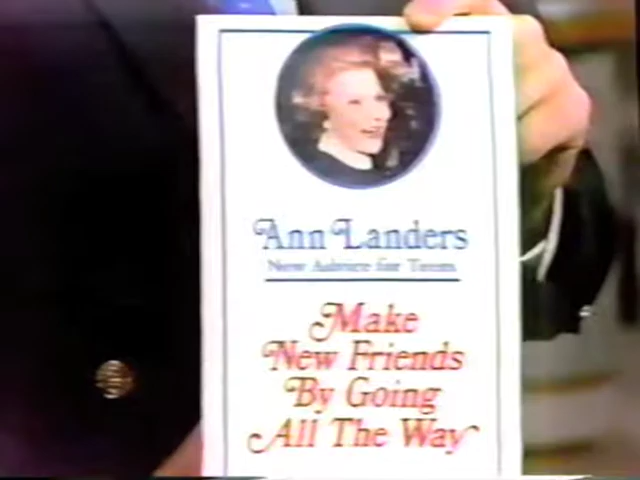 Ann Landers
New Advice for Teens
Make
New Friends
By Going
All The Way